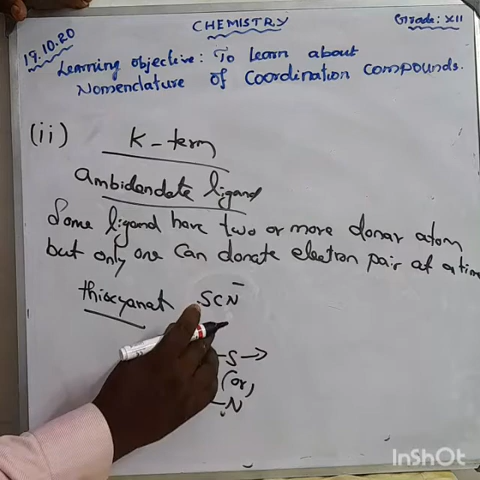 19.10.20
CHEMISTRY
Grade: XII
Learning objective: To learn about
Nomenclature of Coordination compounds.
(ii) K-term
Ambidendate ligand
Some ligand have two or more donar atom
but only one can donate electron pair at a time
thiocyanat SCN⁻
-S →
(or)
-N
InShOt